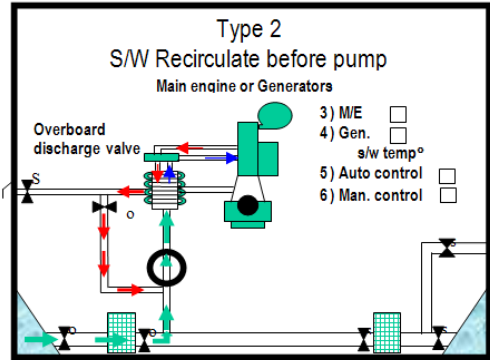 Type 2
S/W Recirculate before pump
Main engine or Generators
3) M/E
4) Gen.
s/w tempº
5) Auto control
6) Man. control
Overboard
discharge valve
S
o
o
o
s